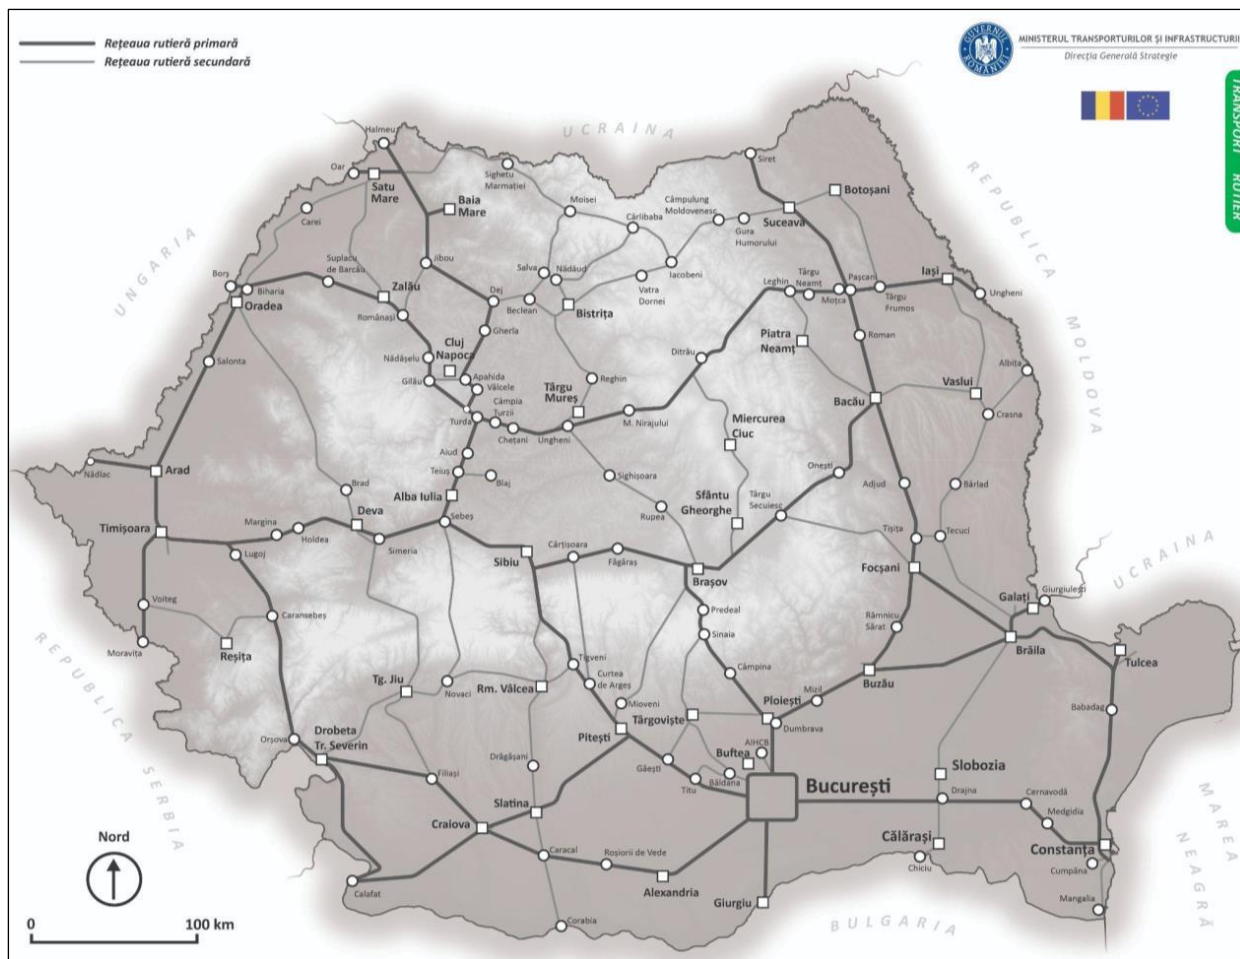 Rețeaua rutieră primară
Rețeaua rutieră secundară
GUVERNUL ROMÂNIEI
MINISTERUL TRANSPORTURILOR ȘI INFRASTRUCTURII
Direcția Generală Strategie
TRANSPORT RUTIER
UCRAINA
REPUBLICA MOLDOVA
UNGARIA
Halmeu
Oar
Satu
Mare
Sighetu
Marmației
Siret
Baia
Mare
Botoșani
Carei
Moisei
Câmpulung
Moldovenesc
Cârlibaba
Suceava
Gura
Humorului
Suplacu
de Barcău
Jibou
Borș
Biharia
Oradea
Salva
Năsăud
Iacobeni
Vatra
Dornei
Leghin
Târgu
Neamț
Moțca
Pașcani
Iași
Târgu
Frumos
Ungheni
Zalău
Românași
Dej
Beclean
Bistrița
Gherla
Cluj
Napoca
Nădășelu
Gilău
Apahida
Vâlcele
Piatra
Neamț
Roman
Salonta
Ditrău
Albița
Reghin
Târgu
Mureș
Câmpia
Turzii
Turda
Chețani
Ungheni
M. Nirajului
Miercurea
Ciuc
Bacău
Vaslui
Crasna
Nădlac
Arad
Aiud
Teiuș
Blaj
Alba Iulia
Sighișoara
Onești
Adjud
Bârlad
Brad
Deva
Sfântu
Gheorghe
Târgu
Secuiesc
Rupea
Timișoara
Margina
Holdea
Simeria
Sebeș
Tișița
Tecuci
UCRAINA
Lugoj
Sibiu
Cârțișoara
Făgăraș
Brașov
Focșani
Galați
Giurgiulești
Voiteg
Caransebeș
Predeal
Râmnicu
Sărat
Moravița
Reșița
Sinaia
Brăila
Tulcea
REPUBLICA SERBIA
Tg. Jiu
Novaci
Rm. Vâlcea
Tigveni
Curtea
de Argeș
Câmpina
Buzău
Mioveni
Târgoviște
Ploiești
Mizil
Babadag
Orșova
Drobeta
Tr. Severin
Pitești
Dumbrava
Drăgășani
Buftea
AIHCB
Filiași
Găești
Titu
Băldana
București
Slobozia
Drajna
Cernavodă
Medgidia
Slatina
Craiova
Călărași
Constanța
Nord
Caracal
Roșiorii de Vede
Chiciu
Cumpăna
Calafat
Alexandria
Giurgiu
Mangalia
MAREA
NEAGRĂ
Corabia
BULGARIA
0
100 km